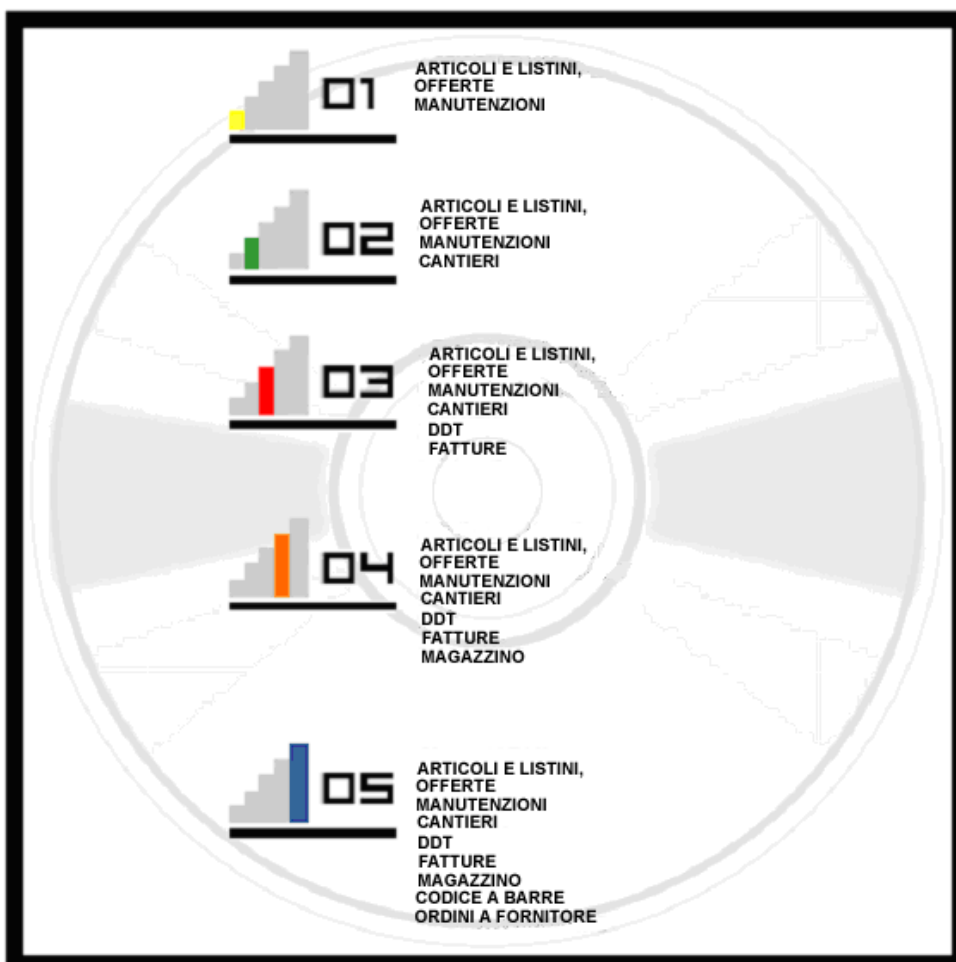 01
ARTICOLI E LISTINI,
OFFERTE
MANUTENZIONI
02
ARTICOLI E LISTINI,
OFFERTE
MANUTENZIONI
CANTIERI
03
ARTICOLI E LISTINI,
OFFERTE
MANUTENZIONI
CANTIERI
DDT
FATTURE
04
ARTICOLI E LISTINI,
OFFERTE
MANUTENZIONI
CANTIERI
DDT
FATTURE
MAGAZZINO
05
ARTICOLI E LISTINI,
OFFERTE
MANUTENZIONI
CANTIERI
DDT
FATTURE
MAGAZZINO
CODICE A BARRE
ORDINI A FORNITORE